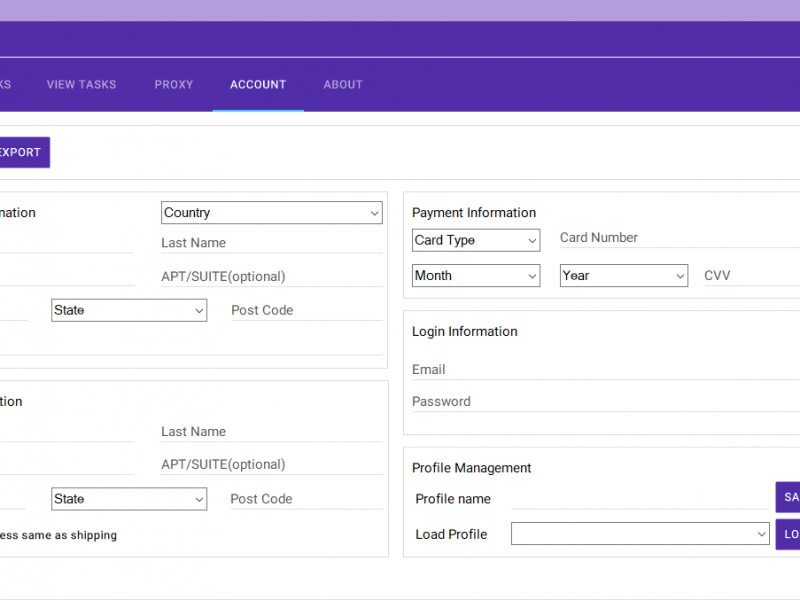 KS VIEW TASKS PROXY ACCOUNT ABOUT
EXPORT
mation
Country
Last Name
APT/SUITE(optional)
State
Post Code
tion
Last Name
APT/SUITE(optional)
State
Post Code
ess same as shipping
Payment Information
Card Type
Card Number
Month
Year
CVV
Login Information
Email
Password
Profile Management
Profile name
SA
Load Profile
LO